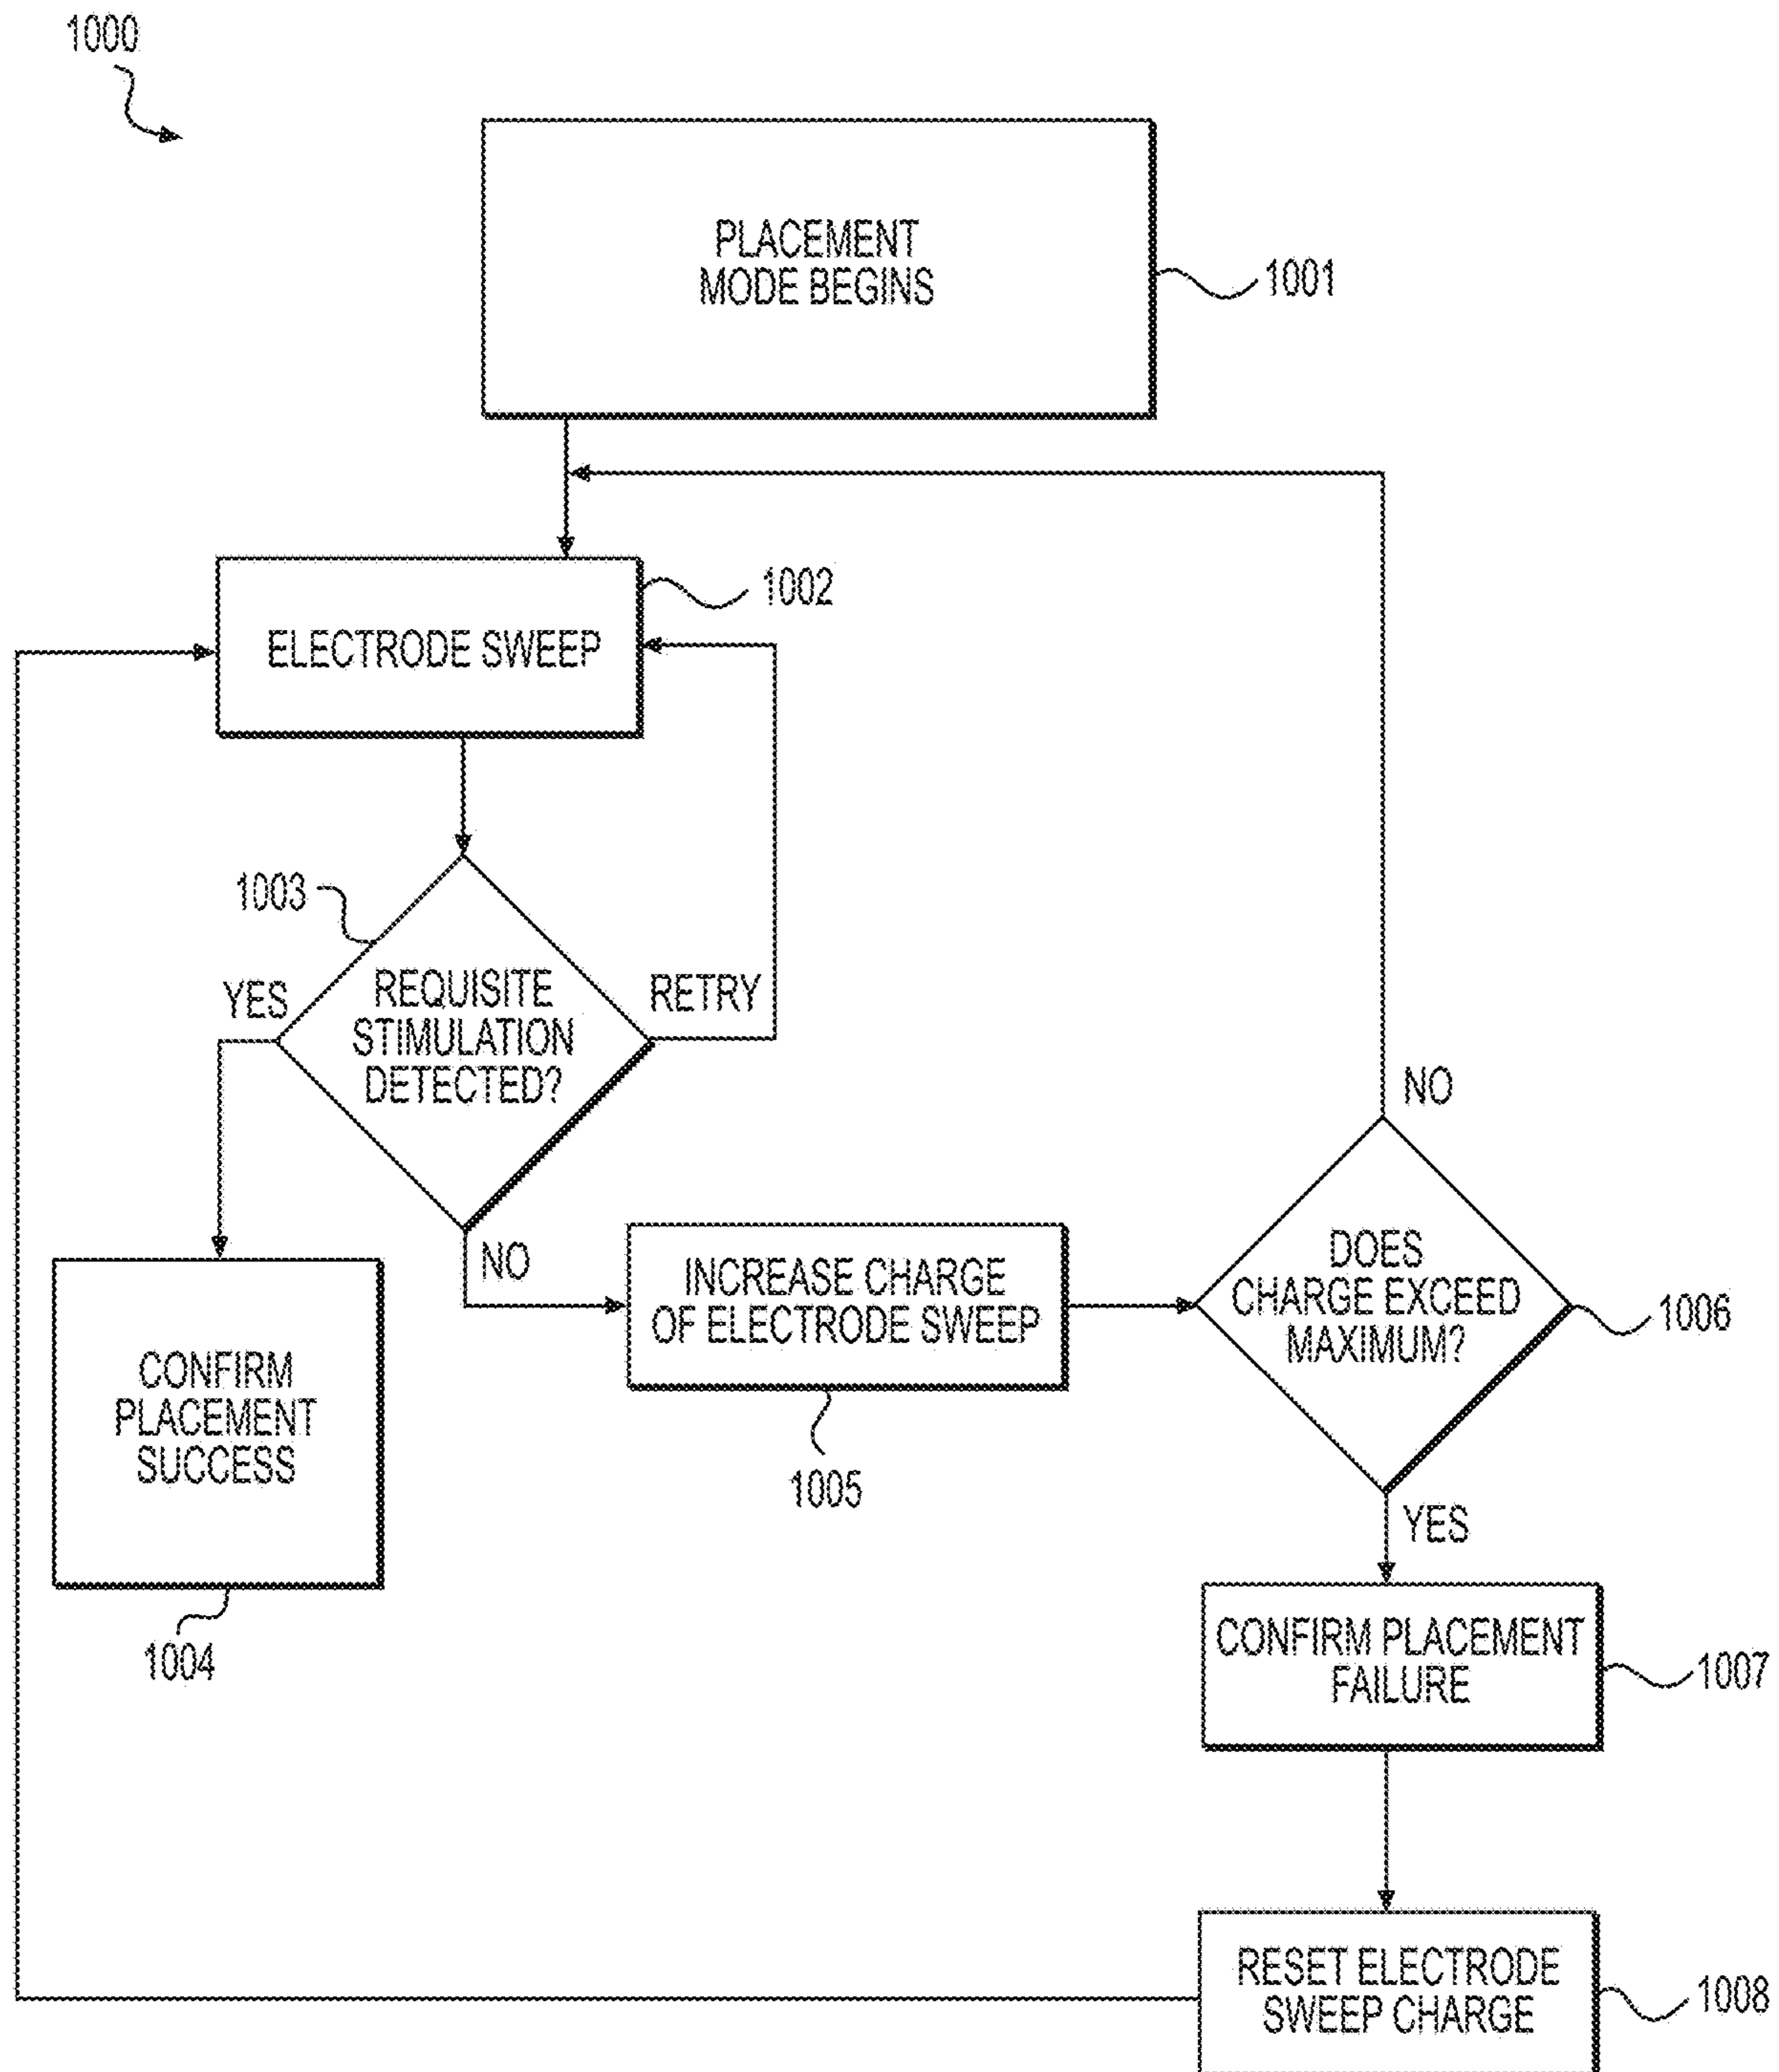 1000
PLACEMENT
MODE BEGINS
1001
1002
ELECTRODE SWEEP
1003
YES
REQUISITE
STIMULATION
DETECTED?
RETRY
NO
INCREASE CHARGE
OF ELECTRODE SWEEP
1005
NO
DOES
CHARGE EXCEED
MAXIMUM?
1006
CONFIRM
PLACEMENT
SUCCESS
1004
YES
CONFIRM PLACEMENT
FAILURE
1007
RESET ELECTRODE
SWEEP CHARGE
1008